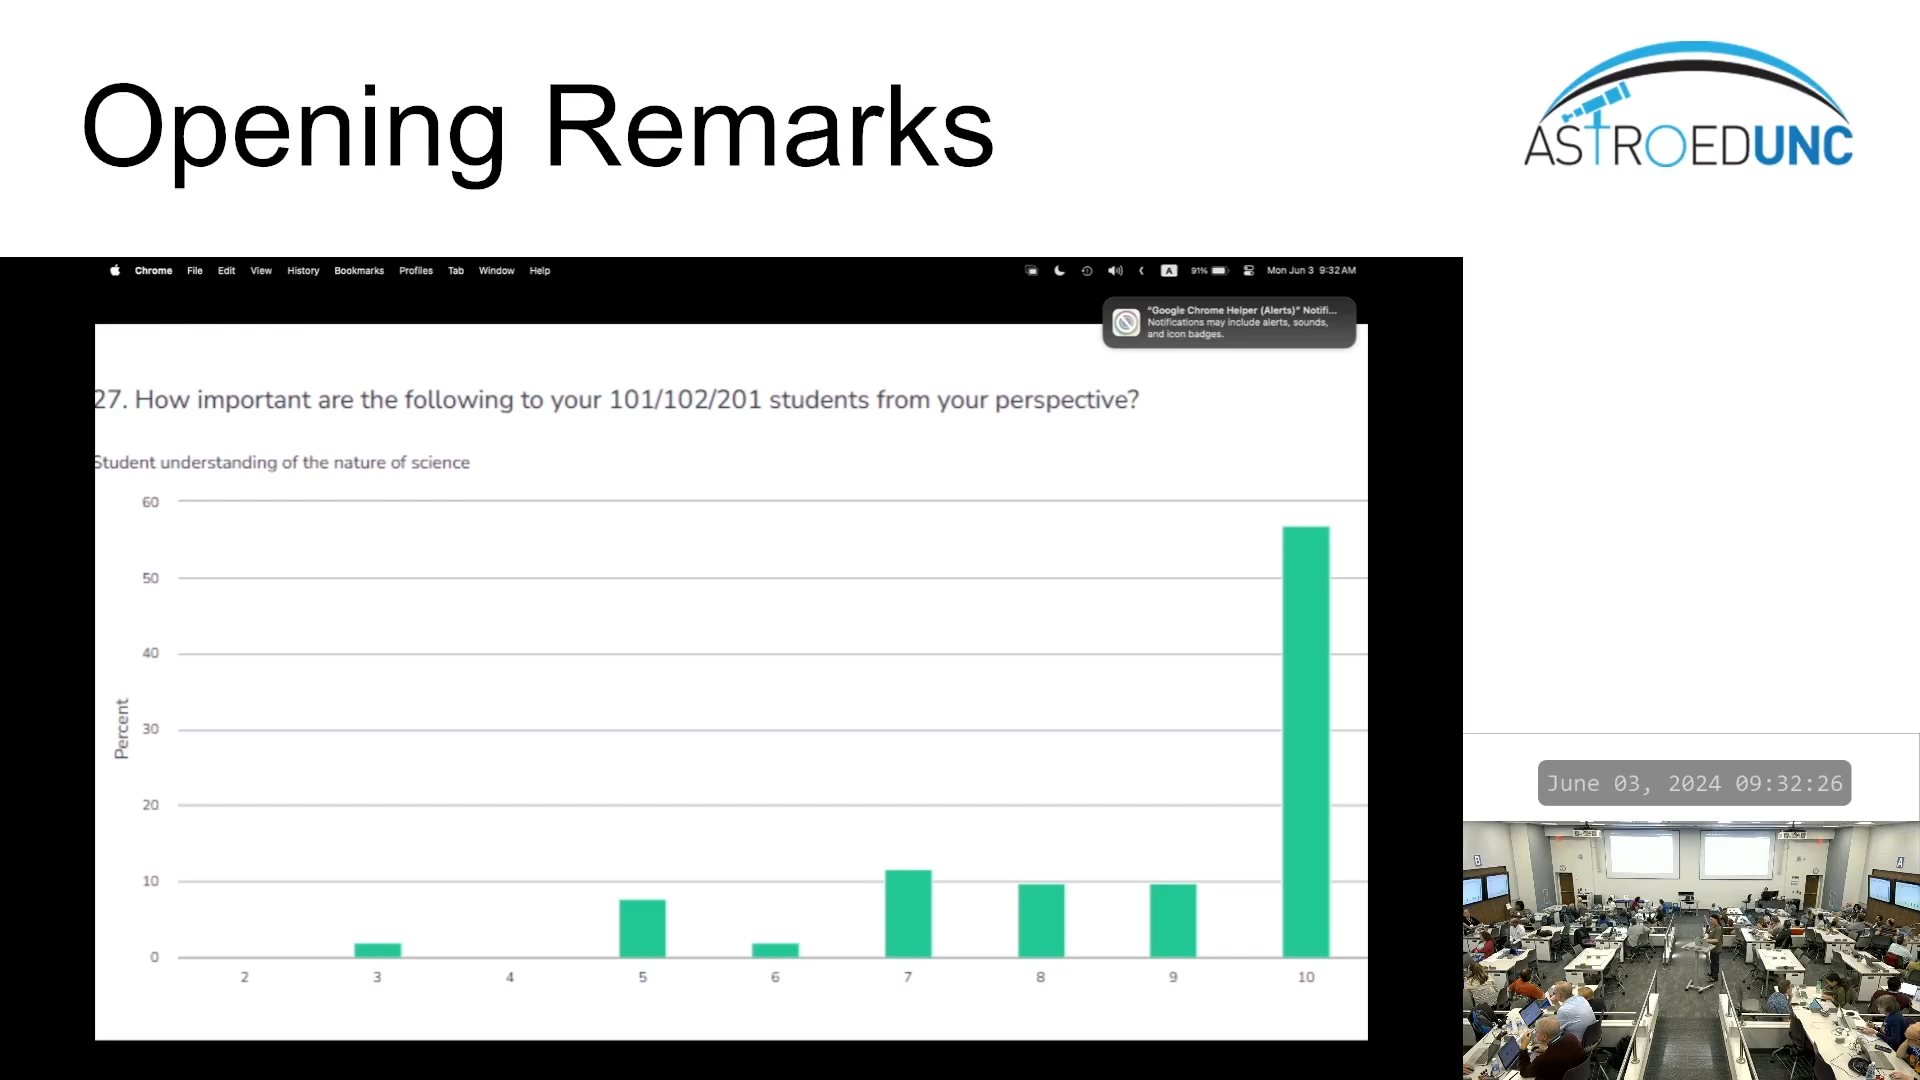 Opening Remarks
ASTROEDUNC
Chrome File Edit View History Bookmarks Profiles Tab Window Help
A 91% Mon Jun 3 9:32 AM
"Google Chrome Helper (Alerts)" Notifi...
Notifications may include alerts, sounds,
and icon badges.
27. How important are the following to your 101/102/201 students from your perspective?
Student understanding of the nature of science
60
50
40
30
20
10
0
Percent
2 3 4 5 6 7 8 9 10
June 03, 2024 09:32:26
B
A